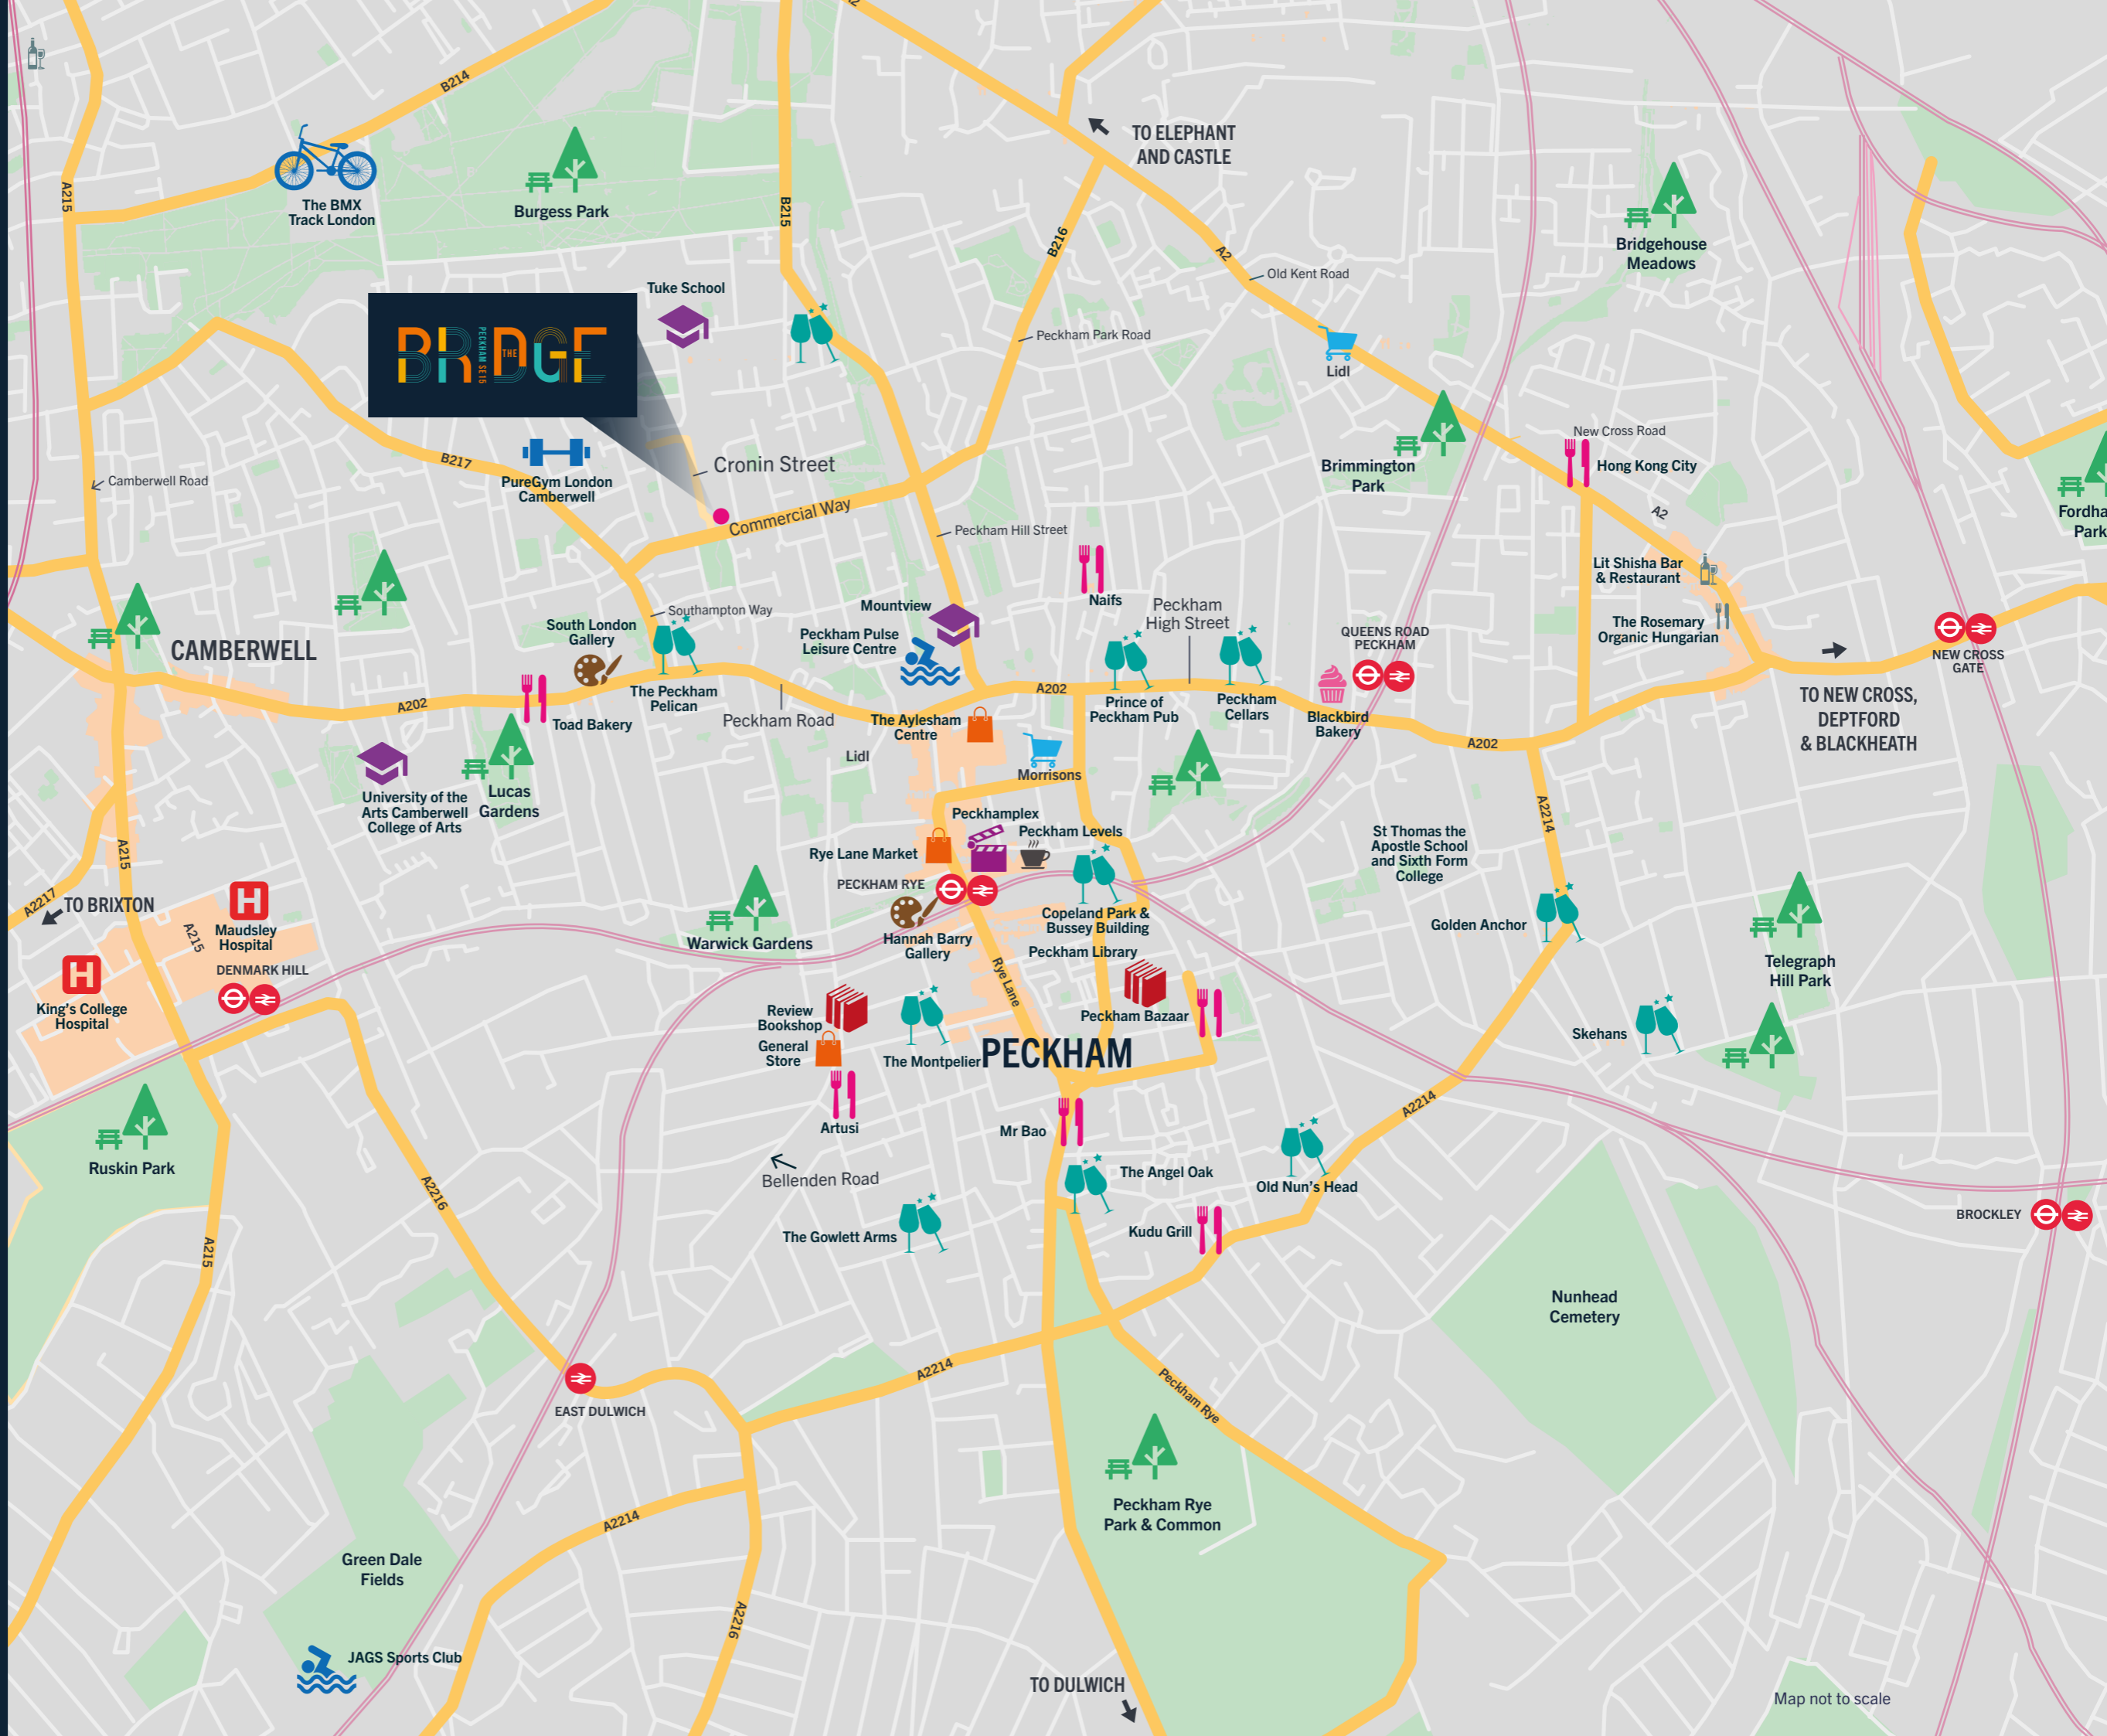 A2
B214
TO ELEPHANT
AND CASTLE
The BMX
Track London
A215
Burgess Park
B215
B216
A2
Bridgehouse
Meadows
Old Kent Road
Tuke School
BRIDGE
THE
PECKHAM SE15
Peckham Park Road
Lidl
New Cross Road
Hong Kong City
Brimmington
Park
B217
Cronin Street
Camberwell Road
PureGym London
Camberwell
Commercial Way
A2
Fordha
Park
Peckham Hill Street
Lit Shisha Bar
& Restaurant
Naifs
Peckham
High Street
Southampton Way
Mountview
South London
Gallery
Peckham Pulse
Leisure Centre
QUEENS ROAD
PECKHAM
The Rosemary
Organic Hungarian
CAMBERWELL
NEW CROSS
GATE
The Peckham
Pelican
A202
A202
Prince of
Peckham Pub
Peckham
Cellars
TO NEW CROSS,
DEPTFORD
& BLACKHEATH
Toad Bakery
Peckham Road
The Aylesham
Centre
Blackbird
Bakery
A202
Lidl
Morrisons
University of the
Arts Camberwell
College of Arts
Lucas
Gardens
A2214
Peckhamplex
Peckham Levels
St Thomas the
Apostle School
and Sixth Form
College
A215
Rye Lane Market
PECKHAM RYE
A2217
TO BRIXTON
H
Maudsley
Hospital
A215
Warwick Gardens
Hannah Barry
Gallery
Copeland Park &
Bussey Building
Golden Anchor
Peckham Library
Telegraph
Hill Park
H
King's College
Hospital
DENMARK HILL
Rye Lane
Review
Bookshop
Peckham Bazaar
Skehans
General
Store
The Montpelier
PECKHAM
A2214
Artusi
Mr Bao
Ruskin Park
Bellenden Road
The Angel Oak
Old Nun's Head
A2216
BROCKLEY
The Gowlett Arms
Kudu Grill
A215
Nunhead
Cemetery
A2214
Peckham Rye
EAST DULWICH
Peckham Rye
Park & Common
A2214
Green Dale
Fields
A2216
JAGS Sports Club
TO DULWICH
Map not to scale